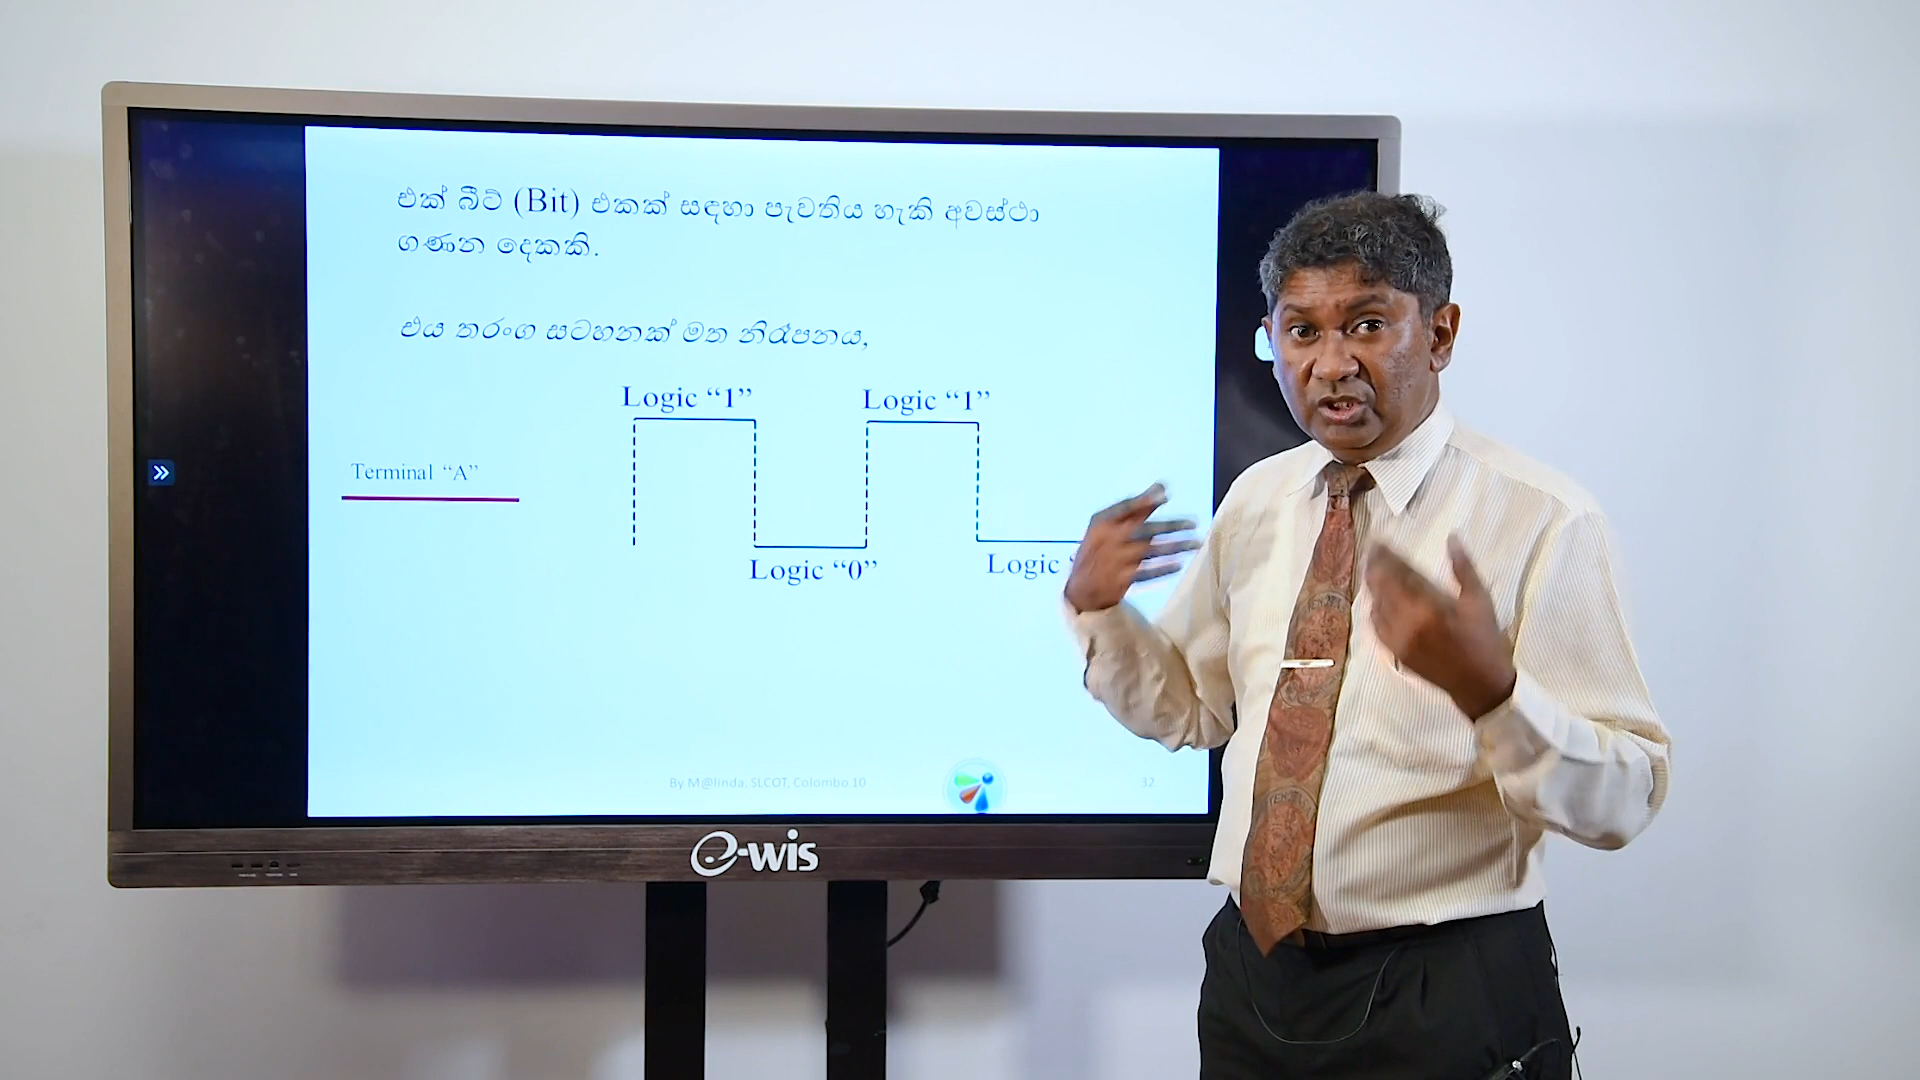 එක් බීට් (Bit) එකක් සඳහා පැවතිය හැකි අවස්ථා
ගණන දෙකකි.
එය තරංග සටහනක් මත නිරූපනය,
Logic “1” Logic “1”
Terminal “A”
Logic “0” Logic “
By M@linda, SLCOT, Colombo 10 32
e-wis